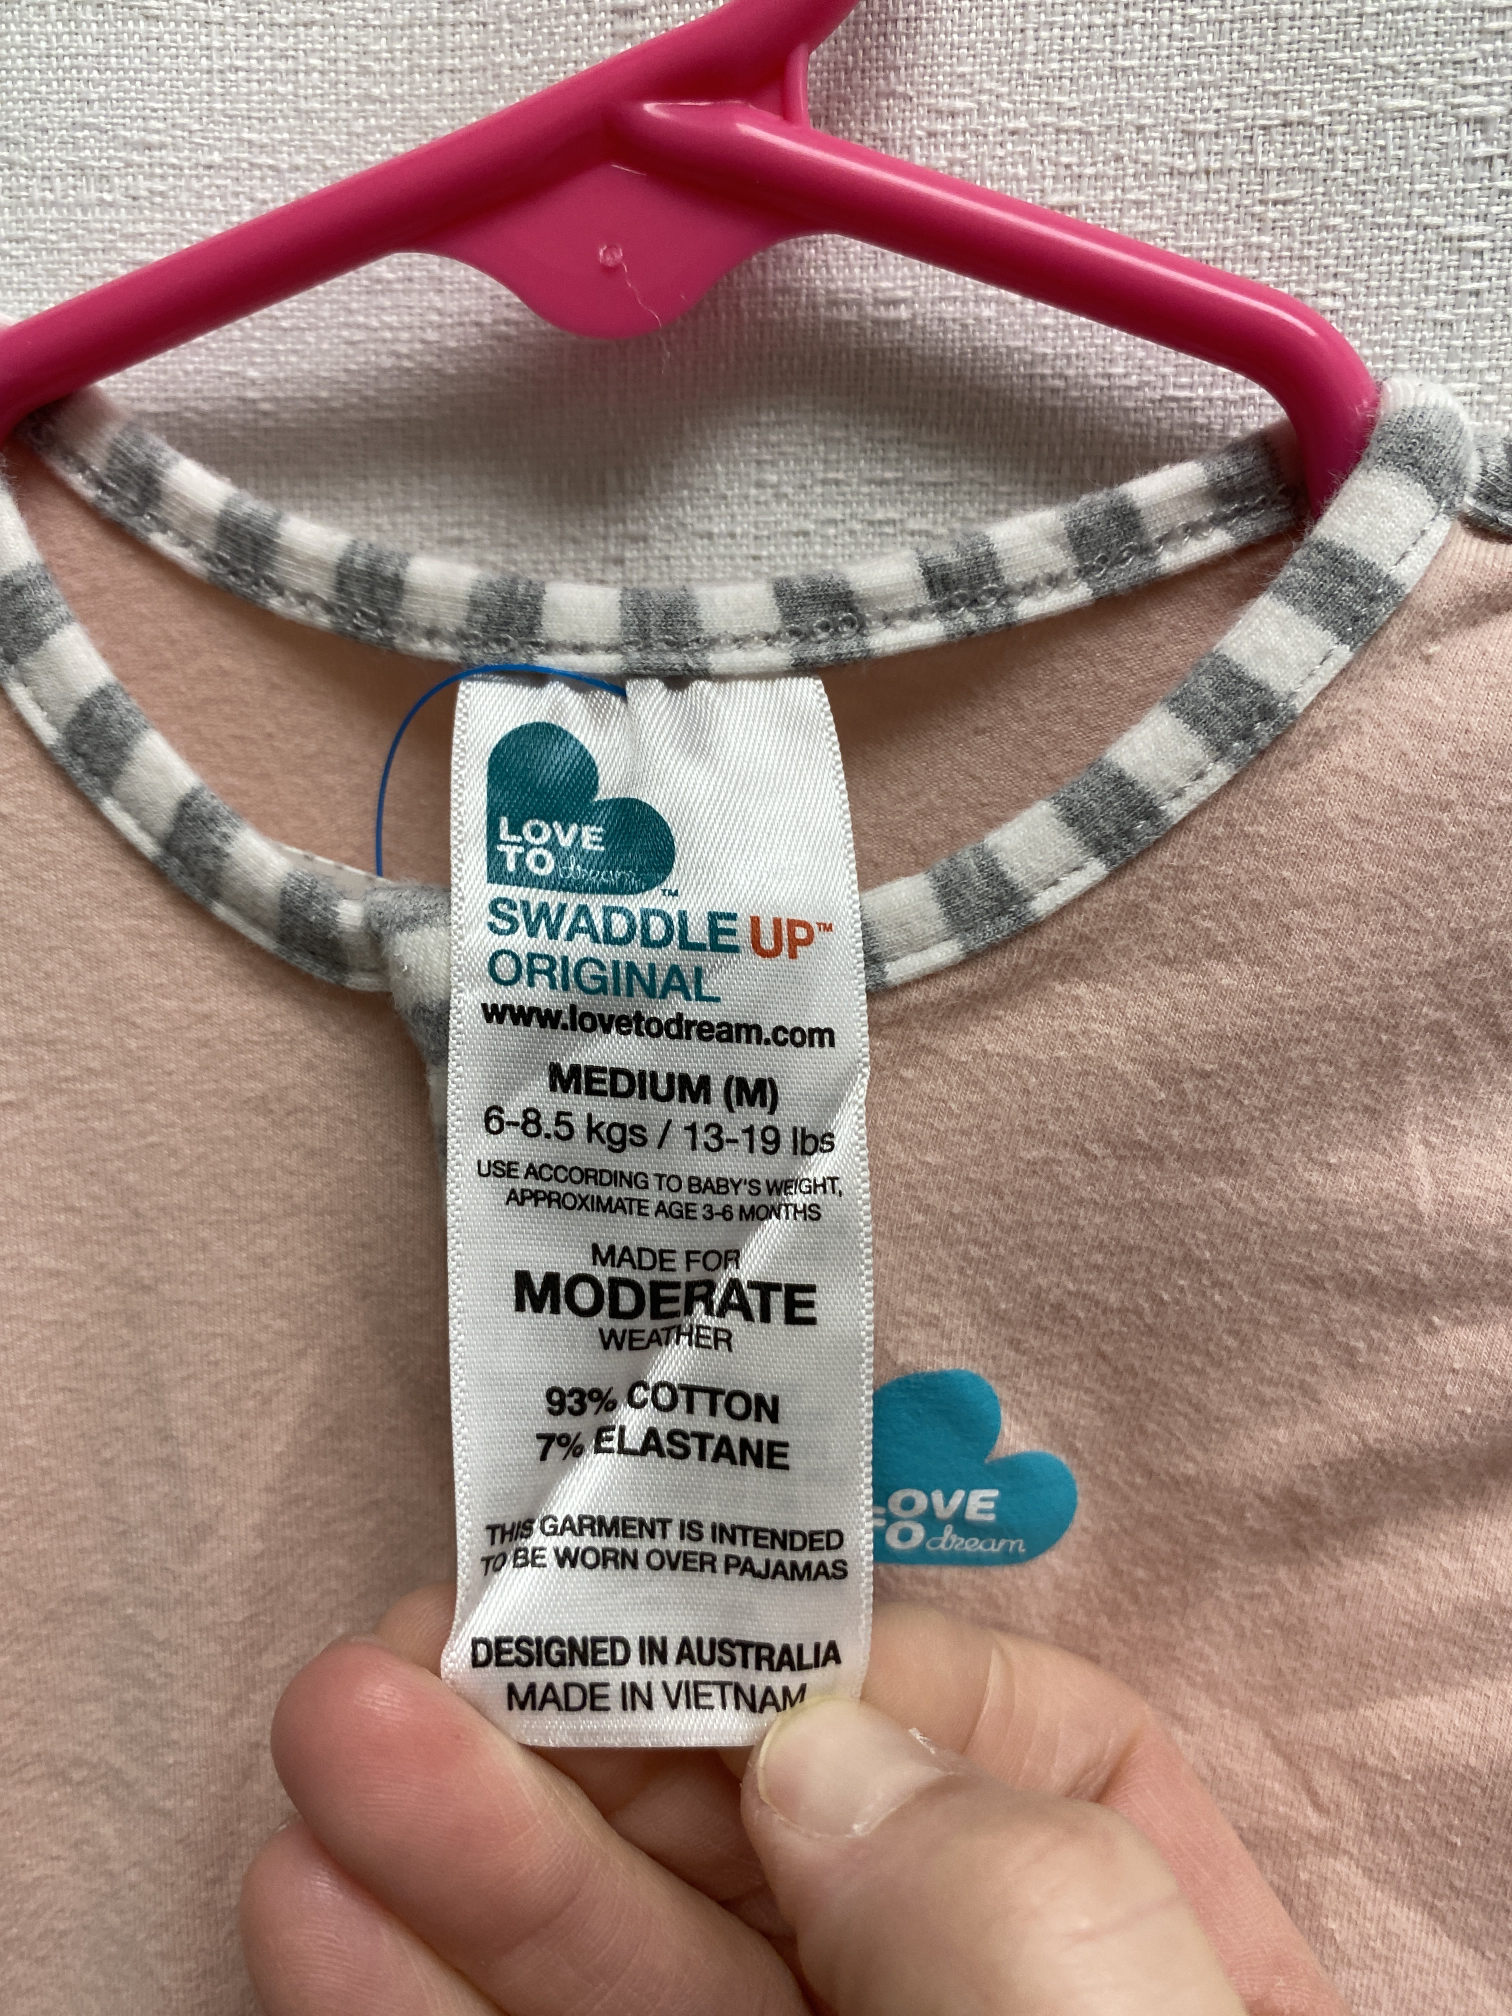 LOVE
TO dream™
SWADDLE UP™
ORIGINAL
www.lovetodream.com
MEDIUM (M)
6-8.5 kgs / 13-19 lbs
USE ACCORDING TO BABY'S WEIGHT,
APPROXIMATE AGE 3-6 MONTHS
MADE FOR
MODERATE
WEATHER
93% COTTON
7% ELASTANE
THIS GARMENT IS INTENDED
TO BE WORN OVER PAJAMAS
DESIGNED IN AUSTRALIA
MADE IN VIETNAM
LOVE
TO dream